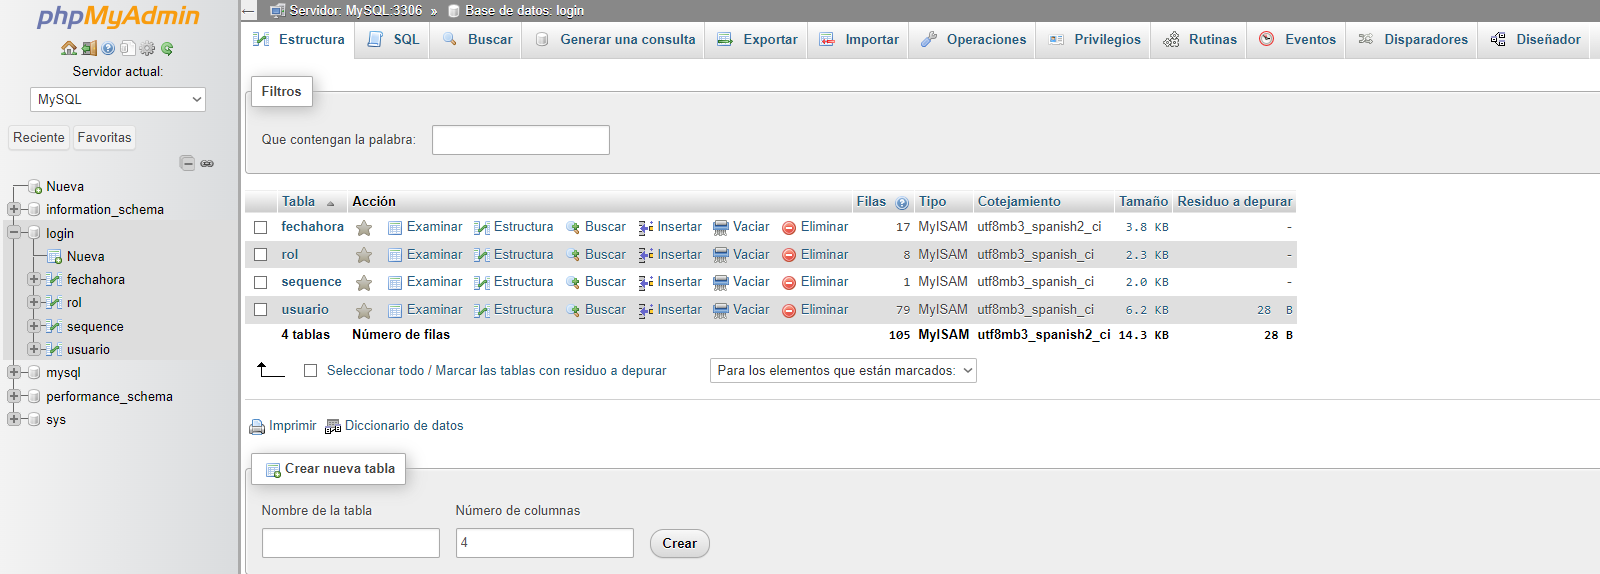 phpMyAdmin
Servidor actual:
MySQL
Reciente Favoritas
Nueva
information_schema
login
Nueva
fechahora
rol
sequence
usuario
mysql
performance_schema
sys
Servidor: MySQL:3306 » Base de datos: login
Estructura SQL Buscar Generar una consulta Exportar Importar Operaciones Privilegios Rutinas Eventos Disparadores Diseñador
Filtros
Que contengan la palabra:
Tabla Acción Filas Tipo Cotejamiento Tamaño Residuo a depurar
fechahora Examinar Estructura Buscar Insertar Vaciar Eliminar 17 MyISAM utf8mb3_spanish2_ci 3.8 KB -
rol Examinar Estructura Buscar Insertar Vaciar Eliminar 8 MyISAM utf8mb3_spanish_ci 2.3 KB -
sequence Examinar Estructura Buscar Insertar Vaciar Eliminar 1 MyISAM utf8mb3_spanish_ci 2.0 KB -
usuario Examinar Estructura Buscar Insertar Vaciar Eliminar 79 MyISAM utf8mb3_spanish_ci 6.2 KB 28 B
4 tablas Número de filas 105 MyISAM utf8mb3_spanish2_ci 14.3 KB 28 B
Seleccionar todo / Marcar las tablas con residuo a depurar Para los elementos que están marcados:
Imprimir Diccionario de datos
Crear nueva tabla
Nombre de la tabla Número de columnas
4 Crear